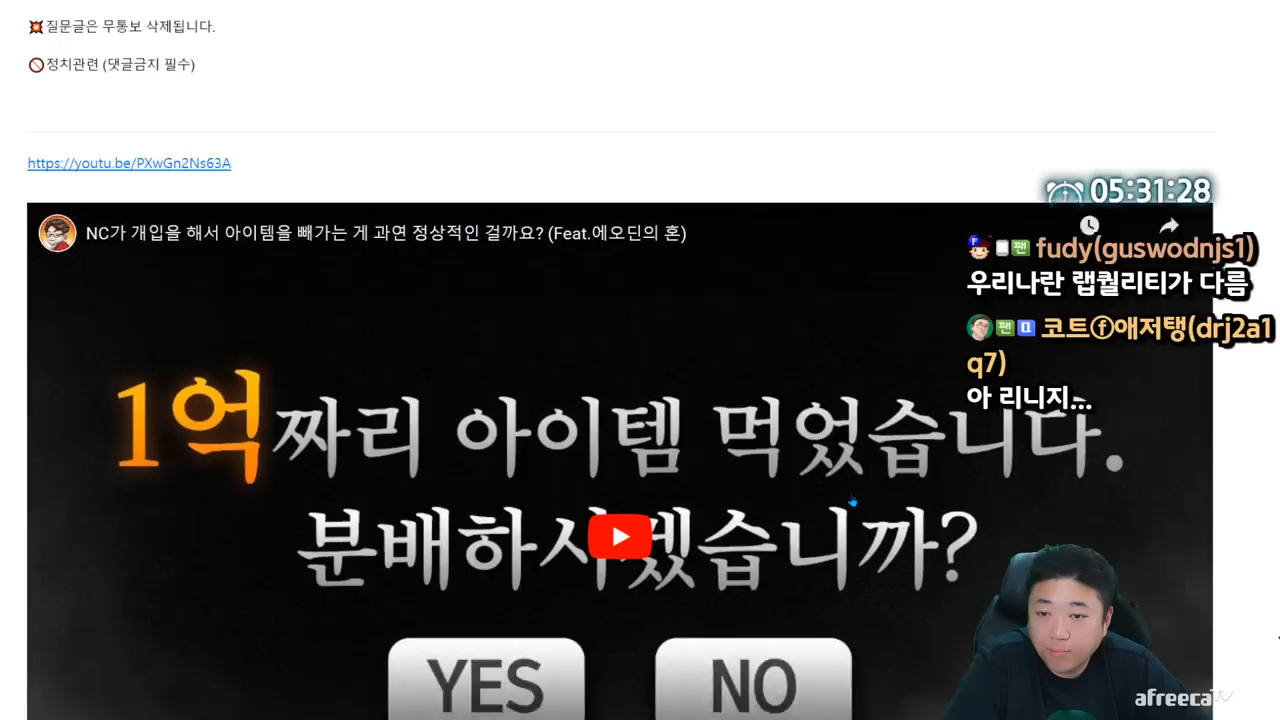 💥질문글은 무통보 삭제됩니다.
🚫정치관련 (댓글금지 필수)
https://youtu.be/PXwGn2Ns63A
05:31:28
NC가 개입을 해서 아이템을 빼가는 게 과연 정상적인 걸까요? (Feat.에오딘의 혼)
F 팬 fudy(guswodnjs1)
우리나란 랩퀄리티가 다름
팬 α 코트ⓕ애저탱(drj2a1
q7)
아 리니지...
1억짜리 아이템 먹었습니다.
분배하시겠습니까?
YES NO
afreecaTV